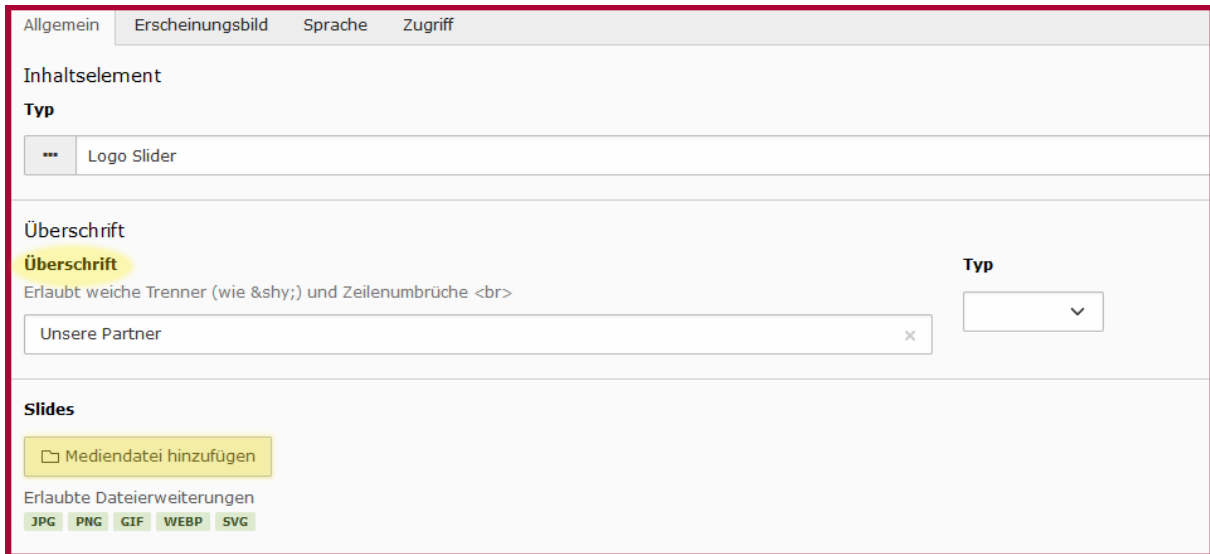 Allgemein Erscheinungsbild Sprache Zugriff
Inhaltselement
Typ
Logo Slider
Überschrift
Überschrift Typ
Erlaubt weiche Trenner (wie &shy;) und Zeilenumbrüche <br>
Unsere Partner
Slides
Mediendatei hinzufügen
Erlaubte Dateierweiterungen
JPG PNG GIF WEBP SVG